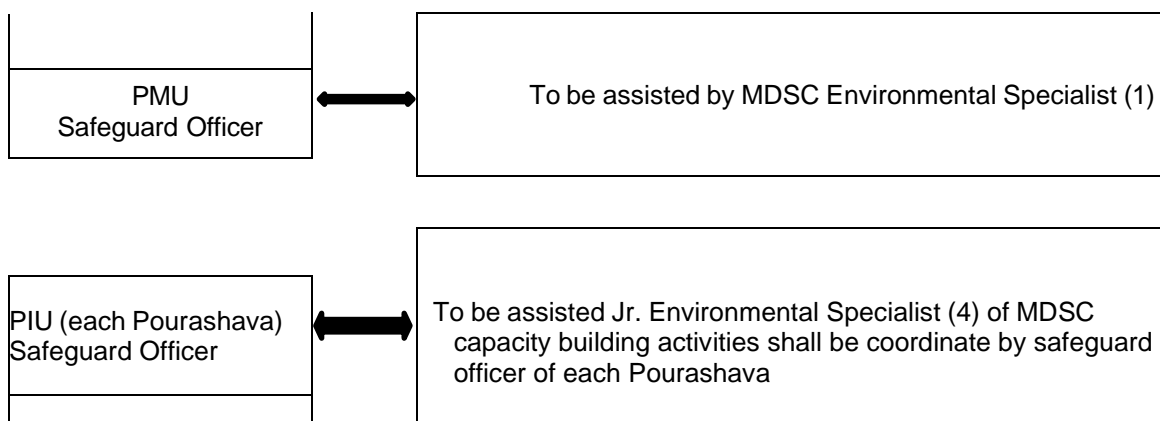 PMU
Safeguard Officer
To be assisted by MDSC Environmental Specialist (1)
PIU (each Pourashava)
Safeguard Officer
To be assisted Jr. Environmental Specialist (4) of MDSC
capacity building activities shall be coordinate by safeguard
officer of each Pourashava